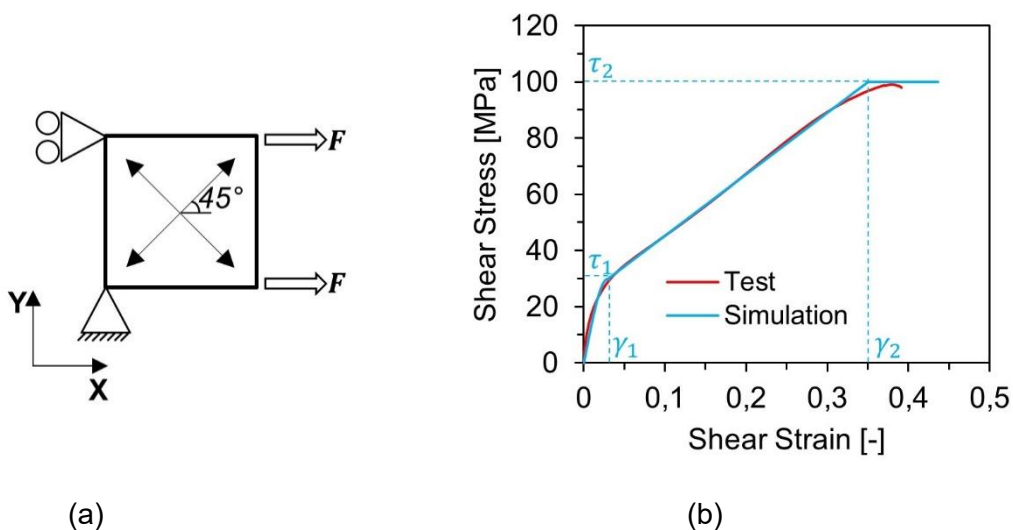 F
45°
F
Y
X
(a)
120
100
80
60
40
20
0
Shear Stress [MPa]
τ₂
τ₁
γ₁
γ₂
Test
Simulation
0 0,1 0,2 0,3 0,4 0,5
Shear Strain [-]
(b)